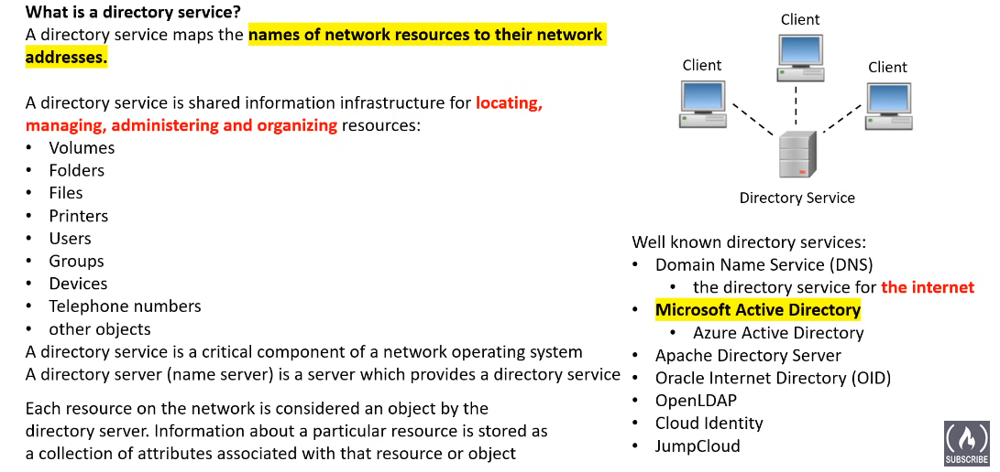 What is a directory service?
A directory service maps the names of network resources to their network
addresses.
A directory service is shared information infrastructure for locating,
managing, administering and organizing resources:
• Volumes
• Folders
• Files
• Printers
• Users
• Groups
• Devices
• Telephone numbers
• other objects
A directory service is a critical component of a network operating system
A directory server (name server) is a server which provides a directory service
Each resource on the network is considered an object by the
directory server. Information about a particular resource is stored as
a collection of attributes associated with that resource or object
Client
Client
Client
Directory Service
Well known directory services:
• Domain Name Service (DNS)
• the directory service for the internet
• Microsoft Active Directory
• Azure Active Directory
• Apache Directory Server
• Oracle Internet Directory (OID)
• OpenLDAP
• Cloud Identity
• JumpCloud
SUBSCRIBE